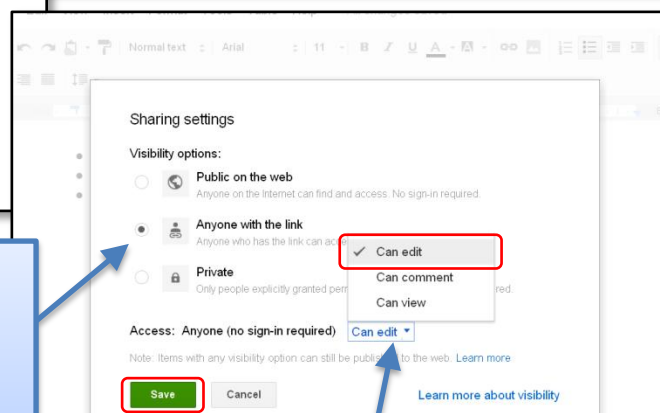 Normal text Arial 11 B I U A A
Sharing settings
Visibility options:
Public on the web
Anyone on the Internet can find and access. No sign-in required.
Anyone with the link
Anyone who has the link can
Can edit
Private
Can comment
Only people explicitly granted
Can view
Access: Anyone (no sign-in required) Can edit
Note: Items with any visibility option can still be to the web. Learn more
Save Cancel Learn more about visibility